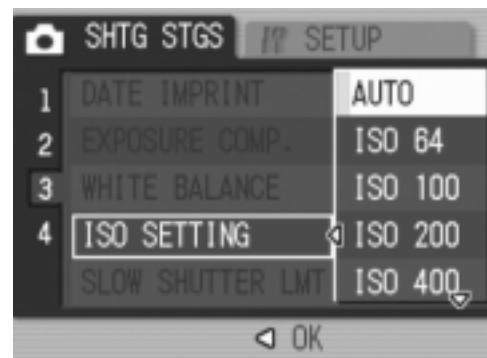 SHTG STGS SETUP
1 DATE IMPRINT AUTO
2 EXPOSURE COMP. ISO 64
3 WHITE BALANCE ISO 100
4 ISO SETTING ISO 200
SLOW SHUTTER LMT ISO 400
OK